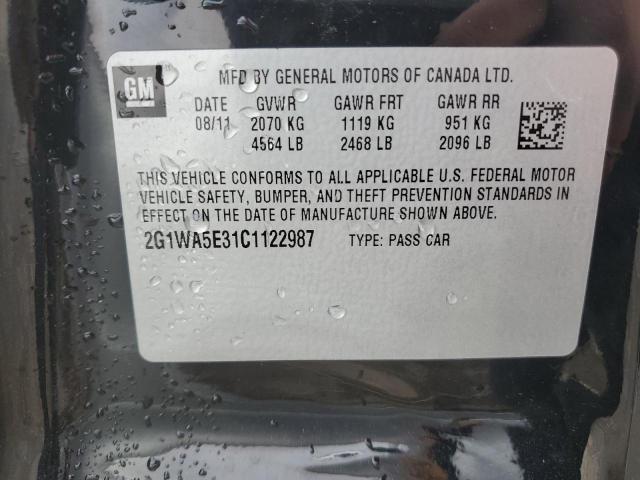 GM
MFD BY GENERAL MOTORS OF CANADA LTD.
DATE GVWR GAWR FRT GAWR RR
08/11 2070 KG 1119 KG 951 KG
4564 LB 2468 LB 2096 LB
THIS VEHICLE CONFORMS TO ALL APPLICABLE U.S. FEDERAL MOTOR
VEHICLE SAFETY, BUMPER, AND THEFT PREVENTION STANDARDS IN
EFFECT ON THE DATE OF MANUFACTURE SHOWN ABOVE.
2G1WA5E31C1122987 TYPE: PASS CAR